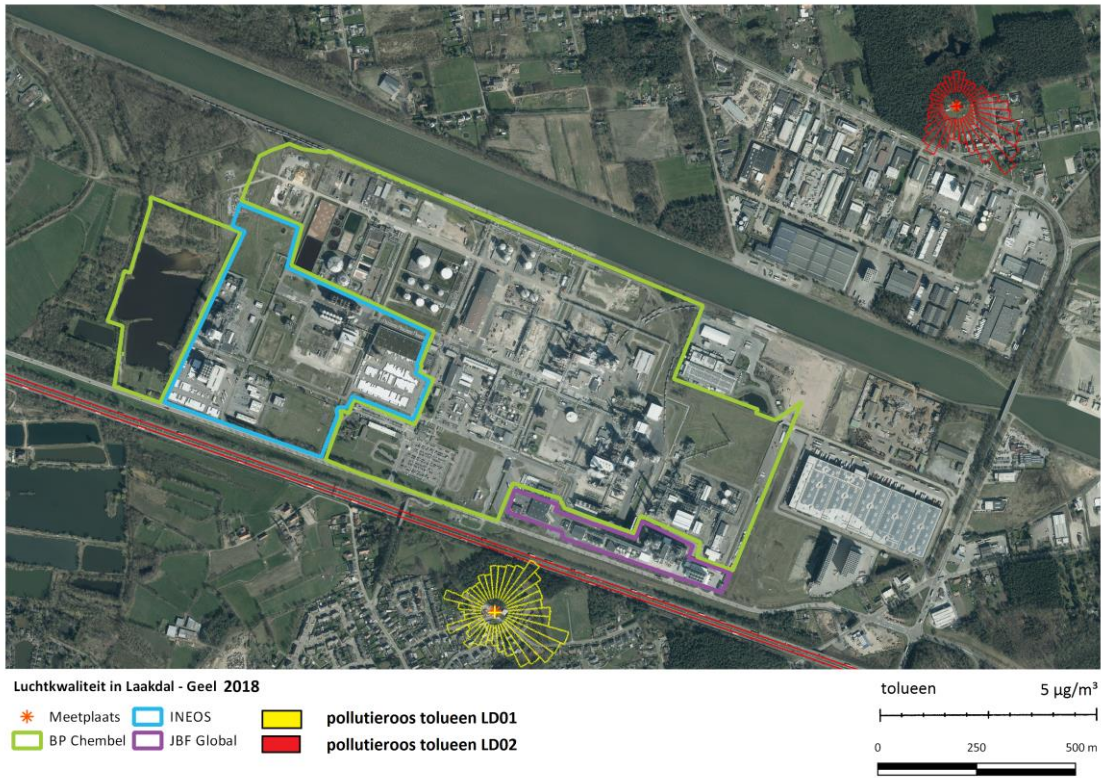 Luchtkwaliteit in Laakdal - Geel 2018
Meetplaats
INEOS
BP Chembel
JBF Global
pollutieroos tolueen LD01
pollutieroos tolueen LD02
tolueen 5 µg/m³
0 250 500 m